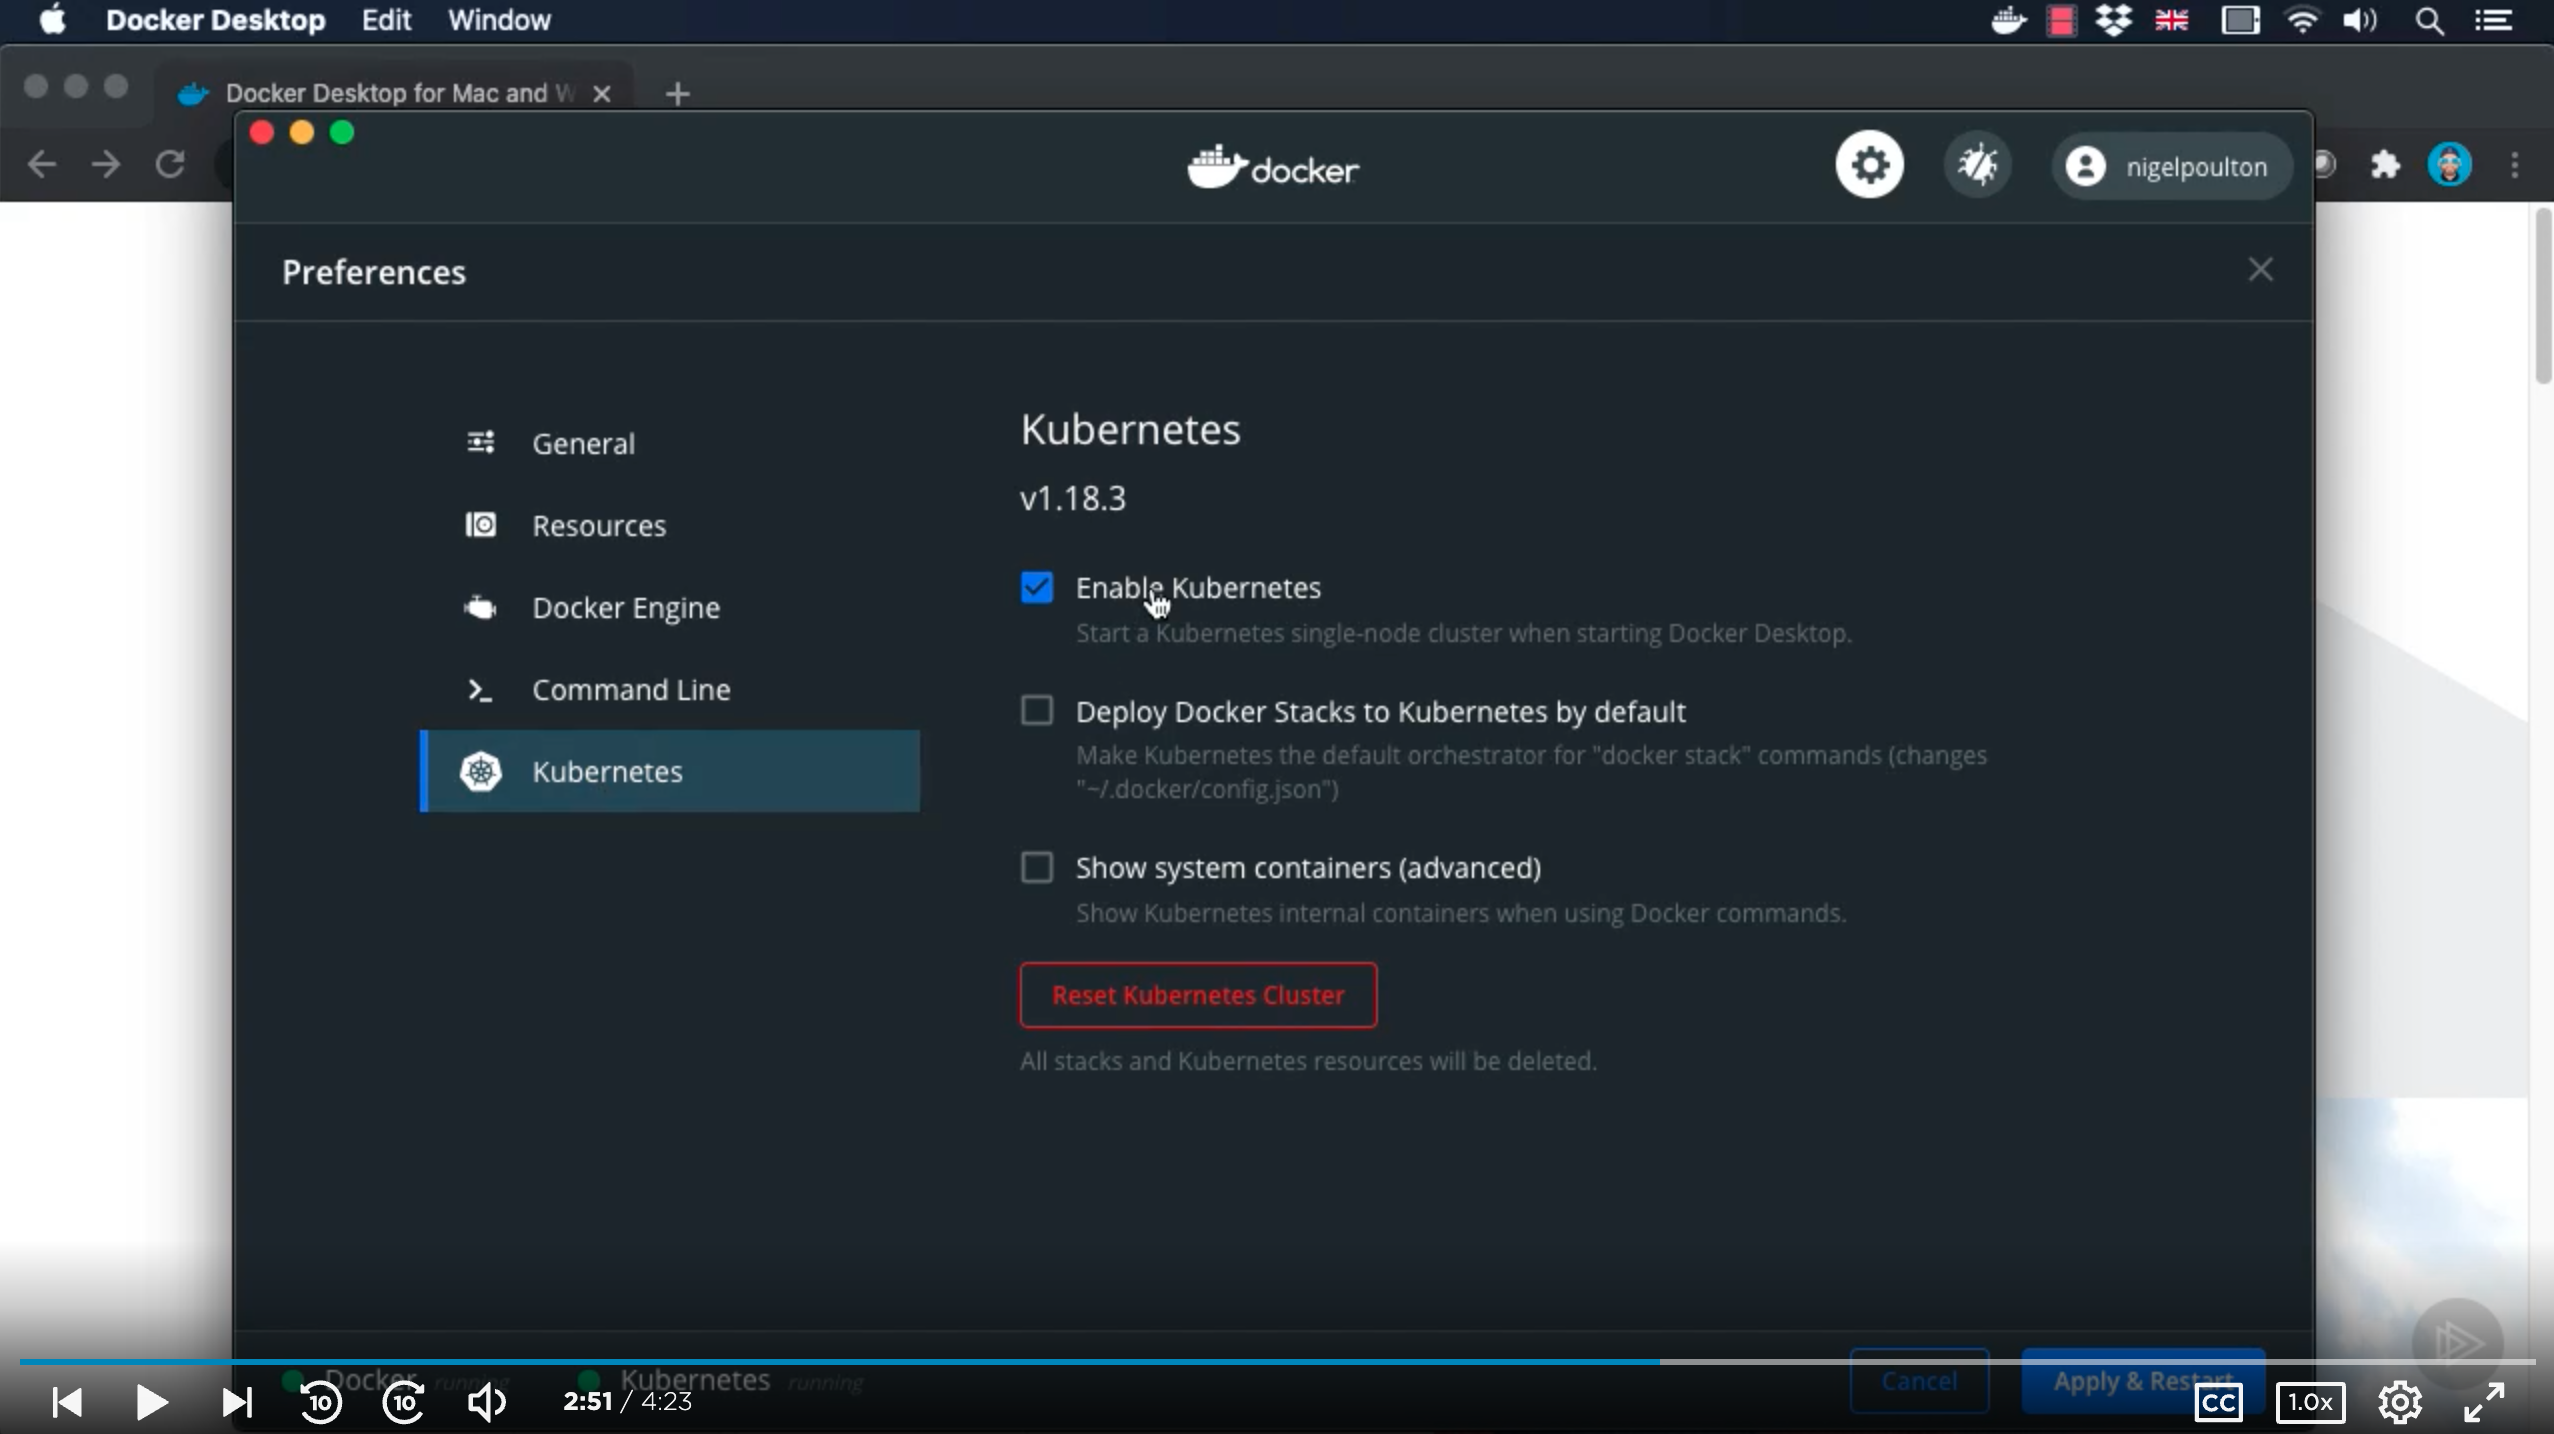 Docker Desktop Edit Window
Docker Desktop for Mac and W
docker
nigelpoulton
Preferences
General
Resources
Docker Engine
Command Line
Kubernetes
Kubernetes
v1.18.3
Enable Kubernetes
Start a Kubernetes single-node cluster when starting Docker Desktop.
Deploy Docker Stacks to Kubernetes by default
Make Kubernetes the default orchestrator for "docker stack" commands (changes
"~/.docker/config.json")
Show system containers (advanced)
Show Kubernetes internal containers when using Docker commands.
Reset Kubernetes Cluster
All stacks and Kubernetes resources will be deleted.
Docker running Kubernetes running
Cancel Apply & Restart
10 10 2:51 / 4:23 CC 1.0x